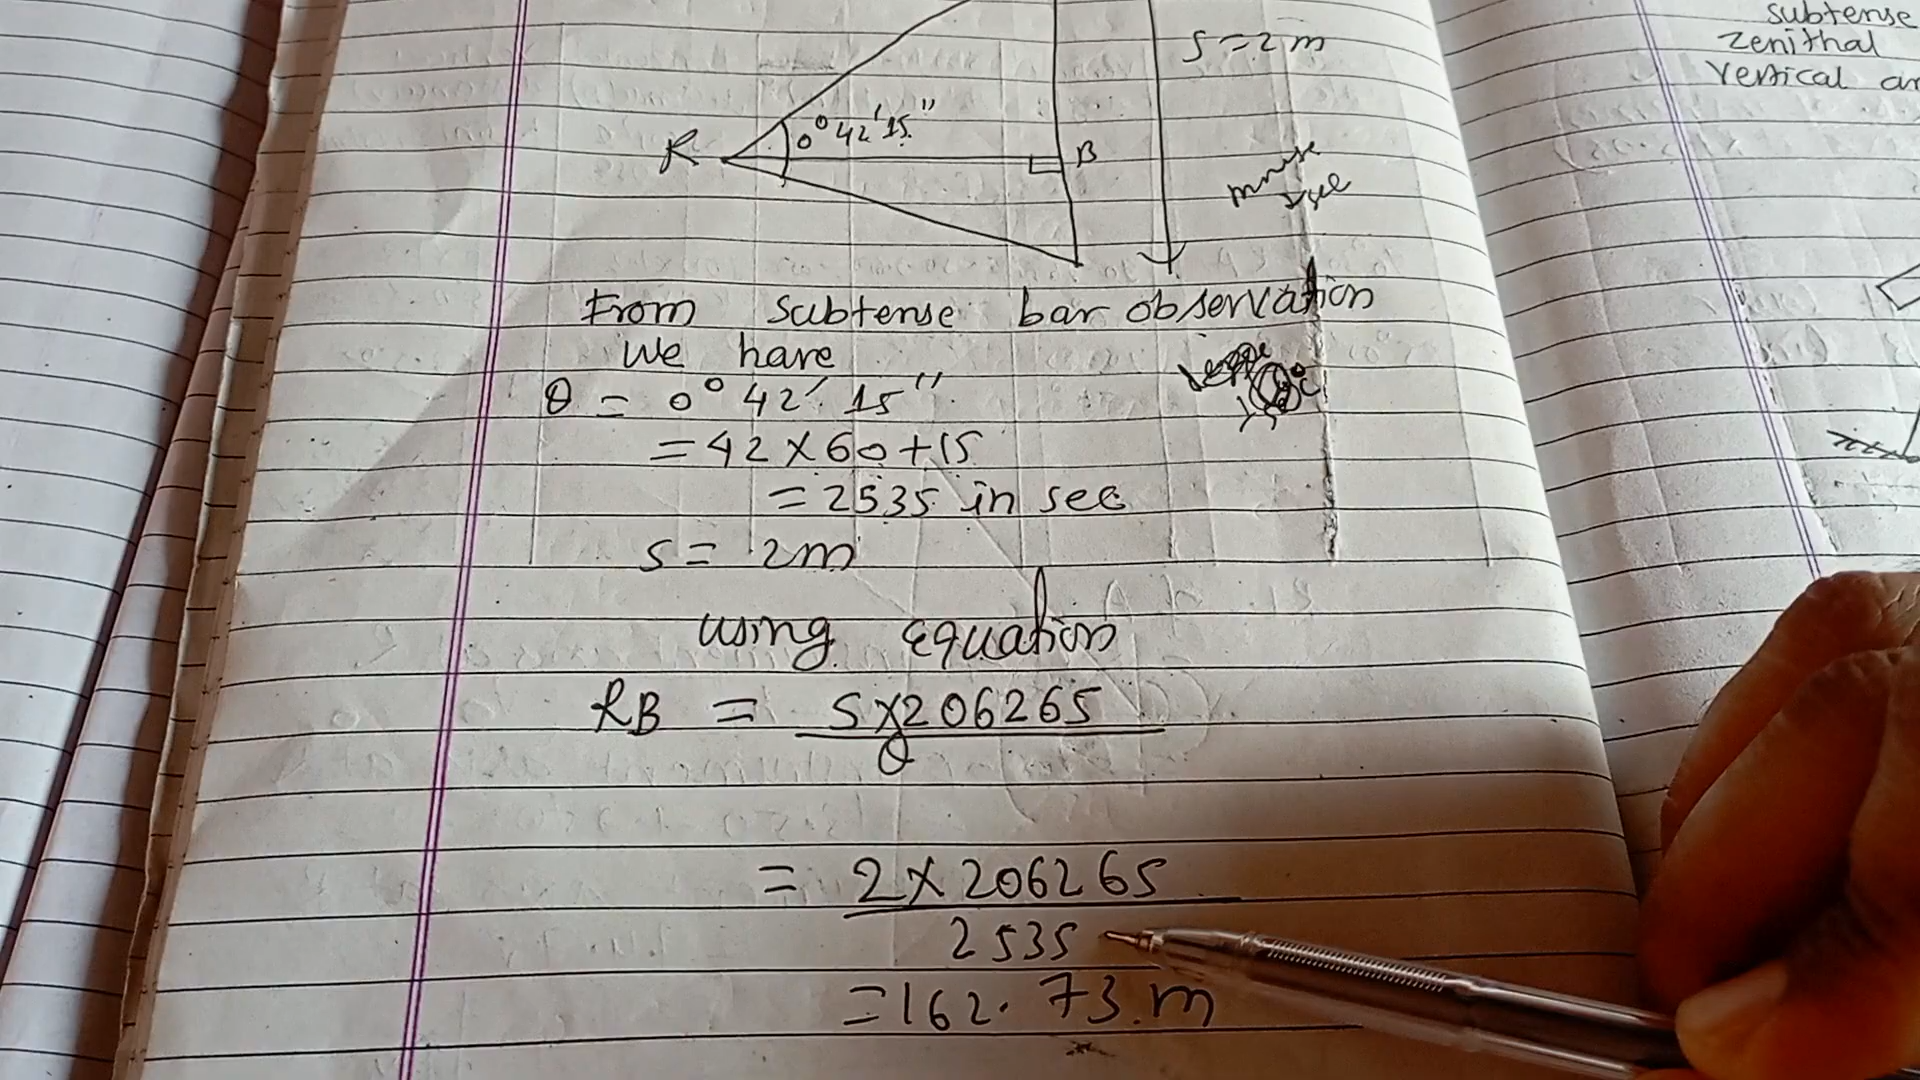 S = 2 m
0° 42' 15"
R
B
From subtense bar observation
we have
θ = 0° 42' 15"
= 42 × 60 + 15
= 2535 in sec
S = 2m
using equation
RB = S×206265
θ
= 2 × 206265
2535
= 162.73 m
subtense
zenithal
vertical